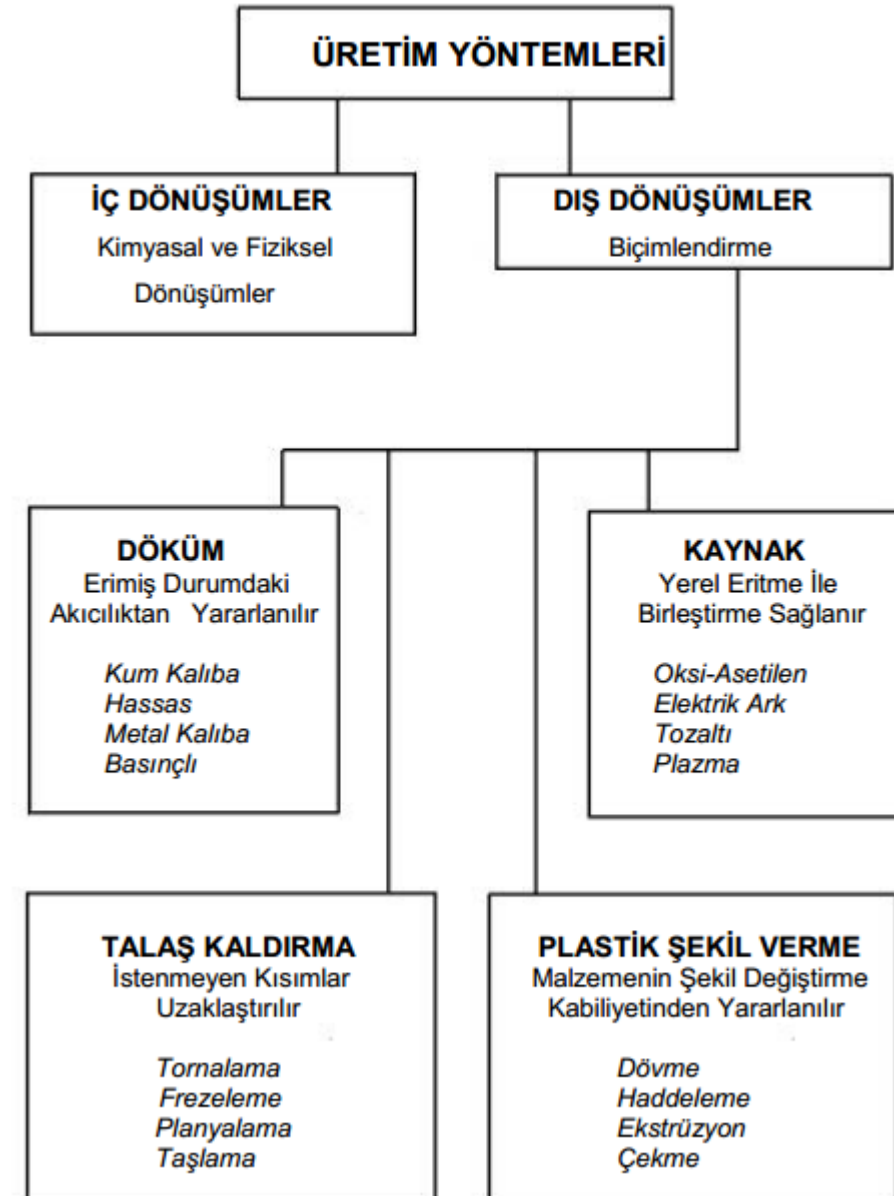 ÜRETİM YÖNTEMLERİ
İÇ DÖNÜŞÜMLER
Kimyasal ve Fiziksel
Dönüşümler
DIŞ DÖNÜŞÜMLER
Biçimlendirme
DÖKÜM
Erimiş Durumdaki
Akıcılıktan Yararlanılır
Kum Kalıba
Hassas
Metal Kalıba
Basınçlı
KAYNAK
Yerel Eritme İle
Birleştirme Sağlanır
Oksi-Asetilen
Elektrik Ark
Tozaltı
Plazma
TALAŞ KALDIRMA
İstenmeyen Kısımlar
Uzaklaştırılır
Tornalama
Frezeleme
Planyalama
Taşlama
PLASTİK ŞEKİL VERME
Malzemenin Şekil Değiştirme
Kabiliyetinden Yararlanılır
Dövme
Haddeleme
Ekstrüzyon
Çekme